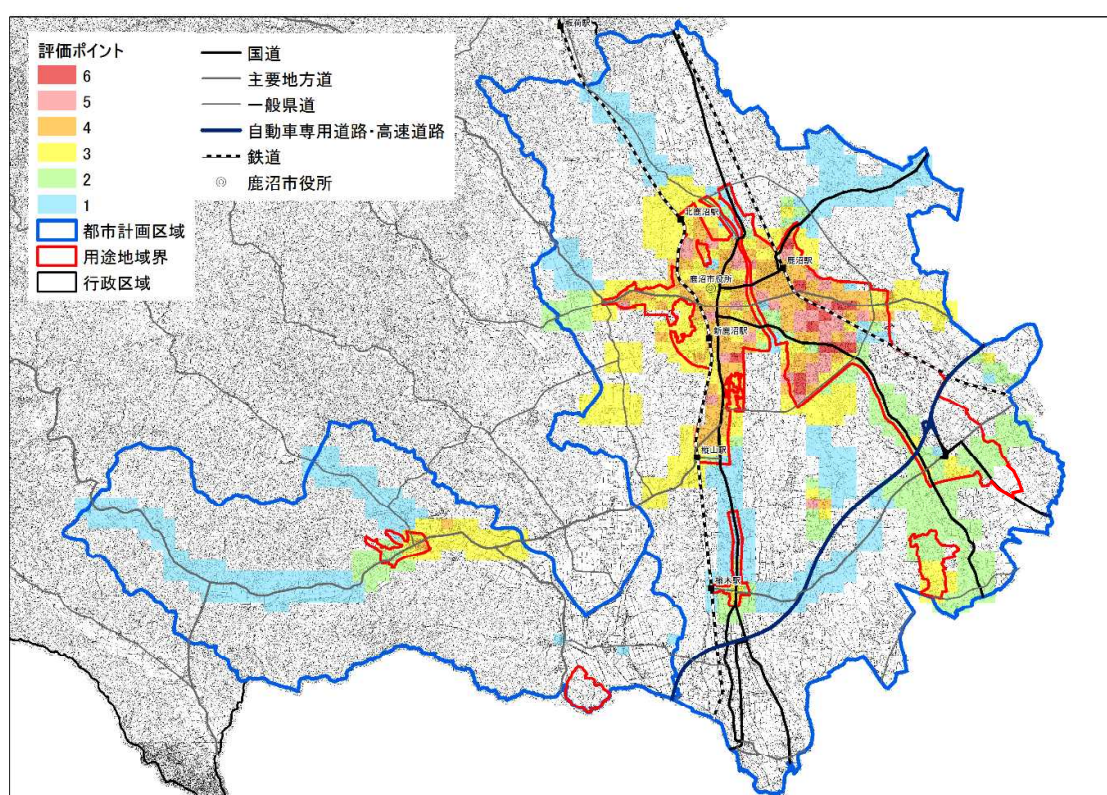 評価ポイント
6
5
4
3
2
1
都市計画区域
用途地域界
行政区域
国道
主要地方道
一般県道
自動車専用道路・高速道路
鉄道
鹿沼市役所
板荷駅
北鹿沼駅
鹿沼駅
鹿沼市役所
新鹿沼駅
樅山駅
楡木駅